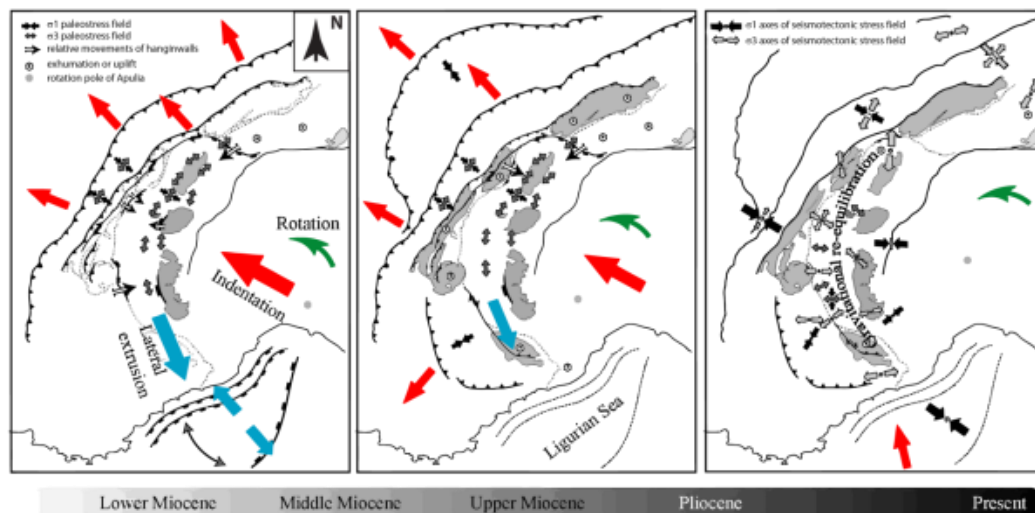 σ1 paleostress field
σ3 paleostress field
relative movements of hanginwalls
exhumation or uplift
rotation pole of Apulia
N
Rotation
Indentation
Lateral
extrusion
Ligurian Sea
σ1 axes of seismotectonic stress field
σ3 axes of seismotectonic stress field
Gravitational re-equilibration
Lower Miocene
Middle Miocene
Upper Miocene
Pliocene
Present